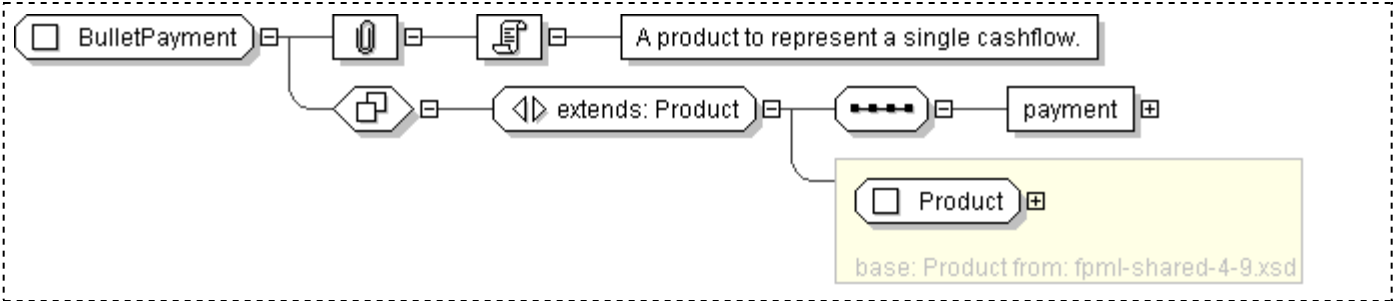 BulletPayment
A product to represent a single cashflow.
extends: Product
payment
Product
base: Product from: fpml-shared-4-9.xsd